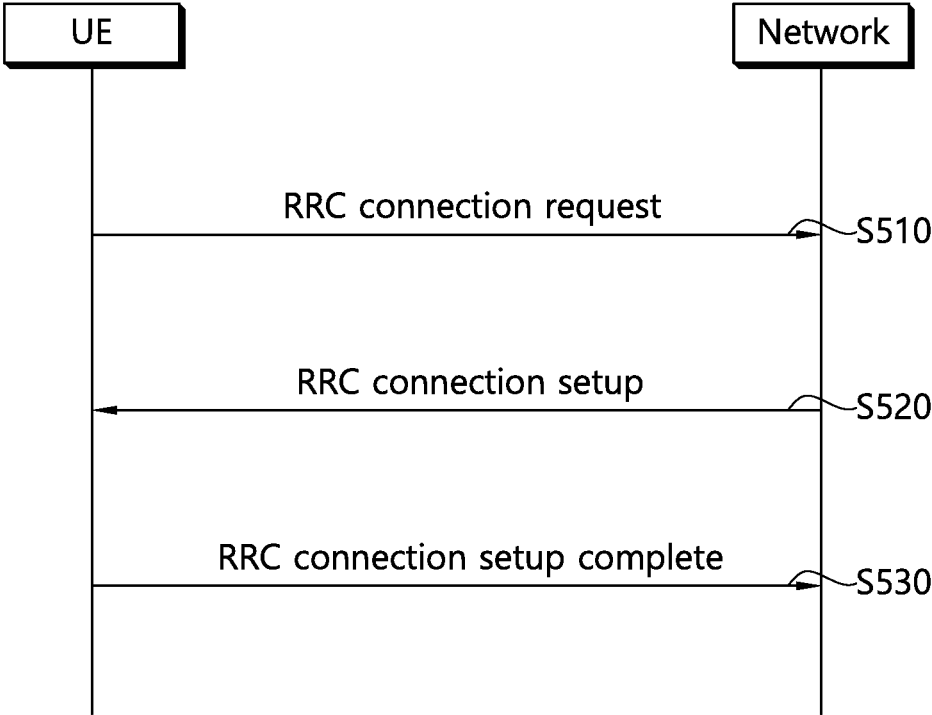 UE
Network
RRC connection request
S510
RRC connection setup
S520
RRC connection setup complete
S530